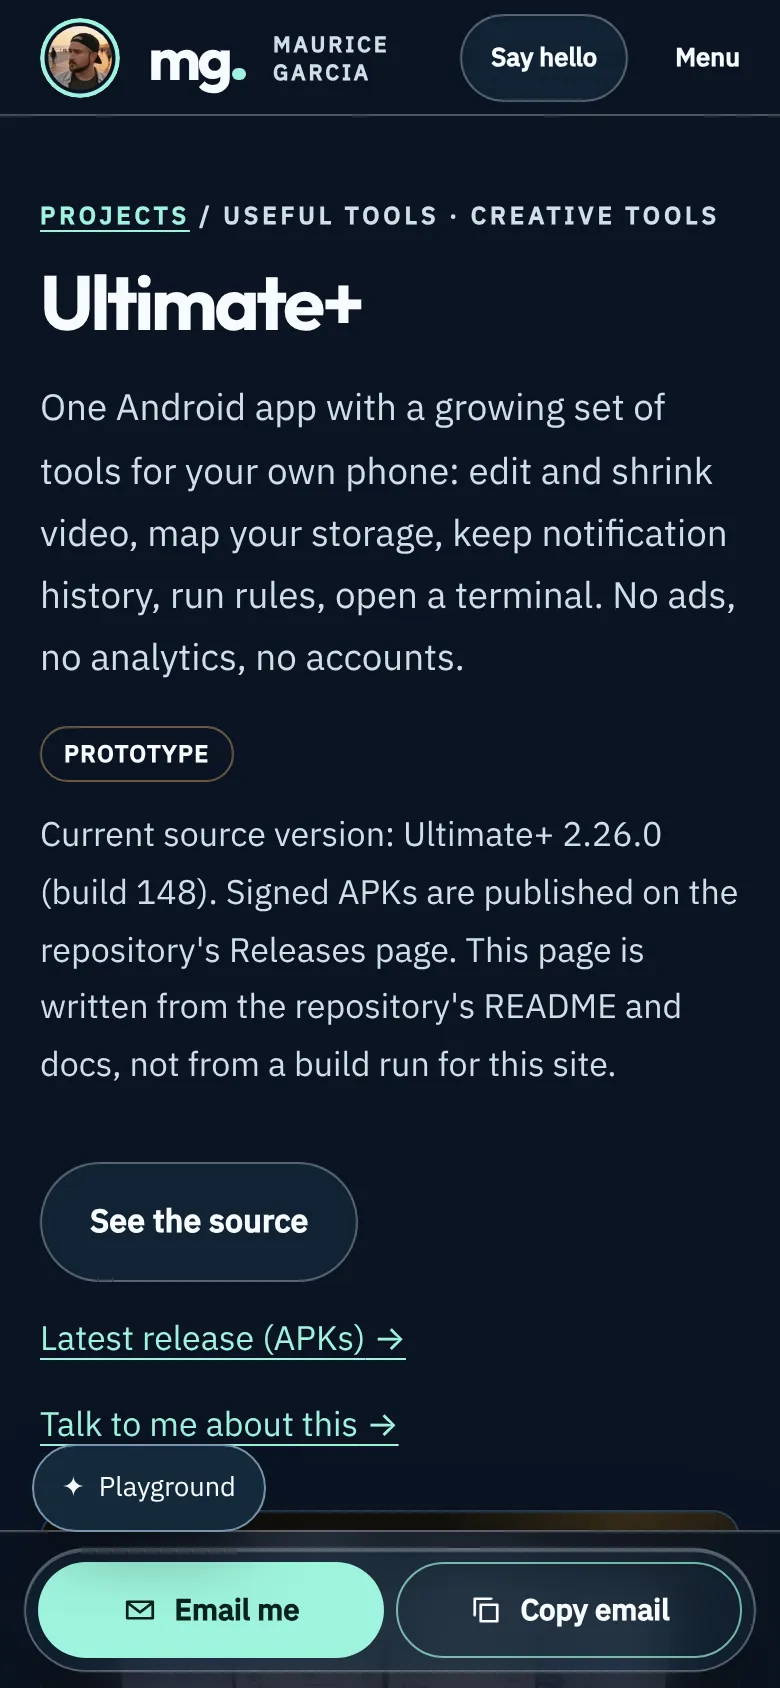 mg.
MAURICE
GARCIA
Say hello
Menu
PROJECTS / USEFUL TOOLS · CREATIVE TOOLS
Ultimate+
One Android app with a growing set of
tools for your own phone: edit and shrink
video, map your storage, keep notification
history, run rules, open a terminal. No ads,
no analytics, no accounts.
PROTOTYPE
Current source version: Ultimate+ 2.26.0
(build 148). Signed APKs are published on the
repository's Releases page. This page is
written from the repository's README and
docs, not from a build run for this site.
See the source
Latest release (APKs) →
Talk to me about this →
✦ Playground
Email me
Copy email